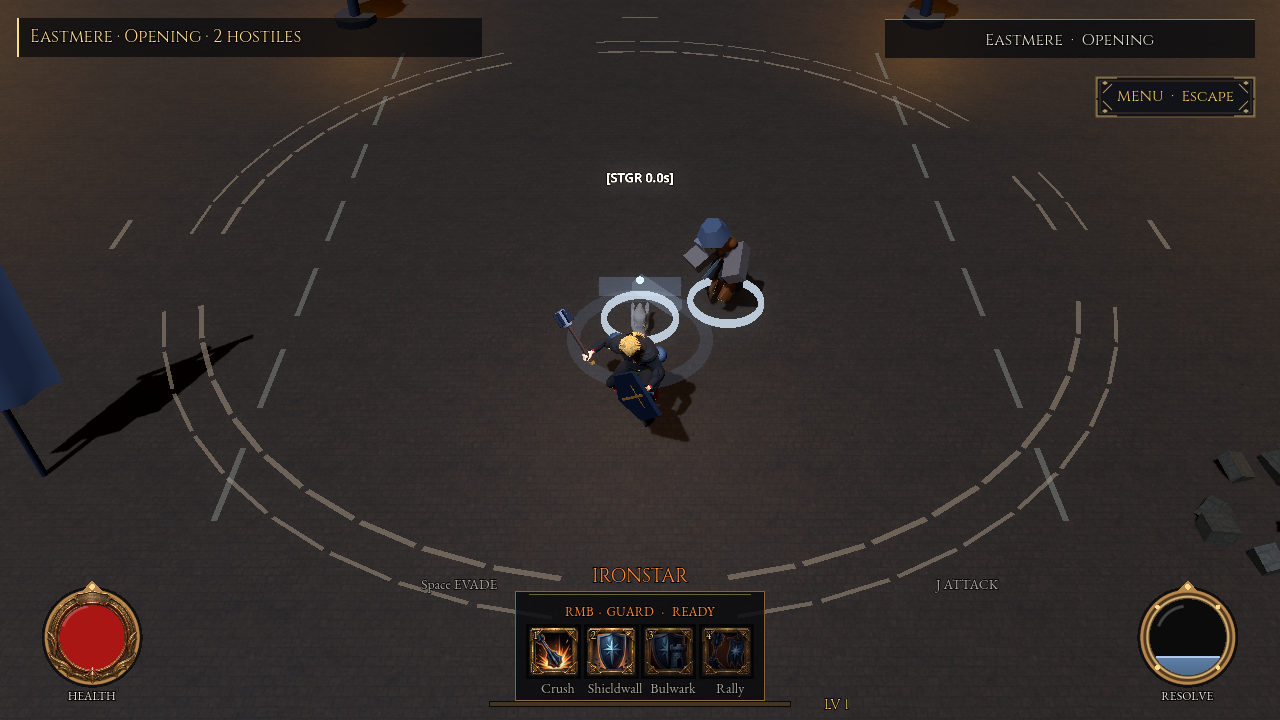 EASTMERE · OPENING · 2 HOSTILES
EASTMERE · OPENING
MENU · ESCAPE
[STGR 0.0s]
Space EVADE
IRONSTAR
J ATTACK
RMB · GUARD · READY
1 2 3 4
Crush Shieldwall Bulwark Rally
HEALTH
RESOLVE
LV 1